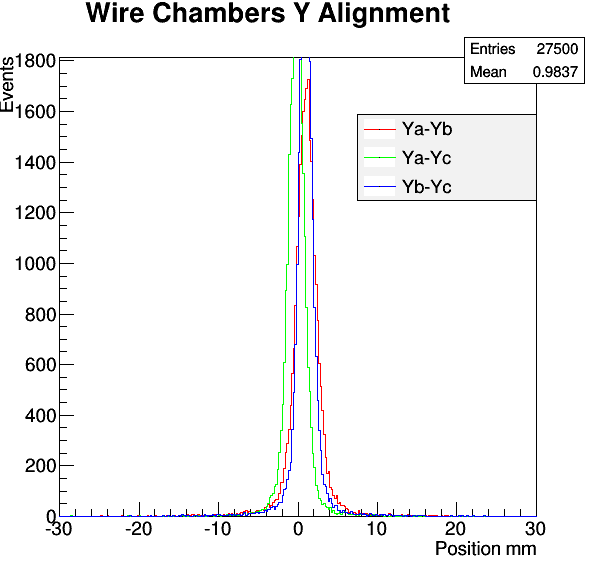 Wire Chambers Y Alignment
Entries 27500
Mean 0.9837
Events
1800
1600
1400
1200
1000
800
600
400
200
0
Ya-Yb
Ya-Yc
Yb-Yc
-30 -20 -10 0 10 20 30
Position mm